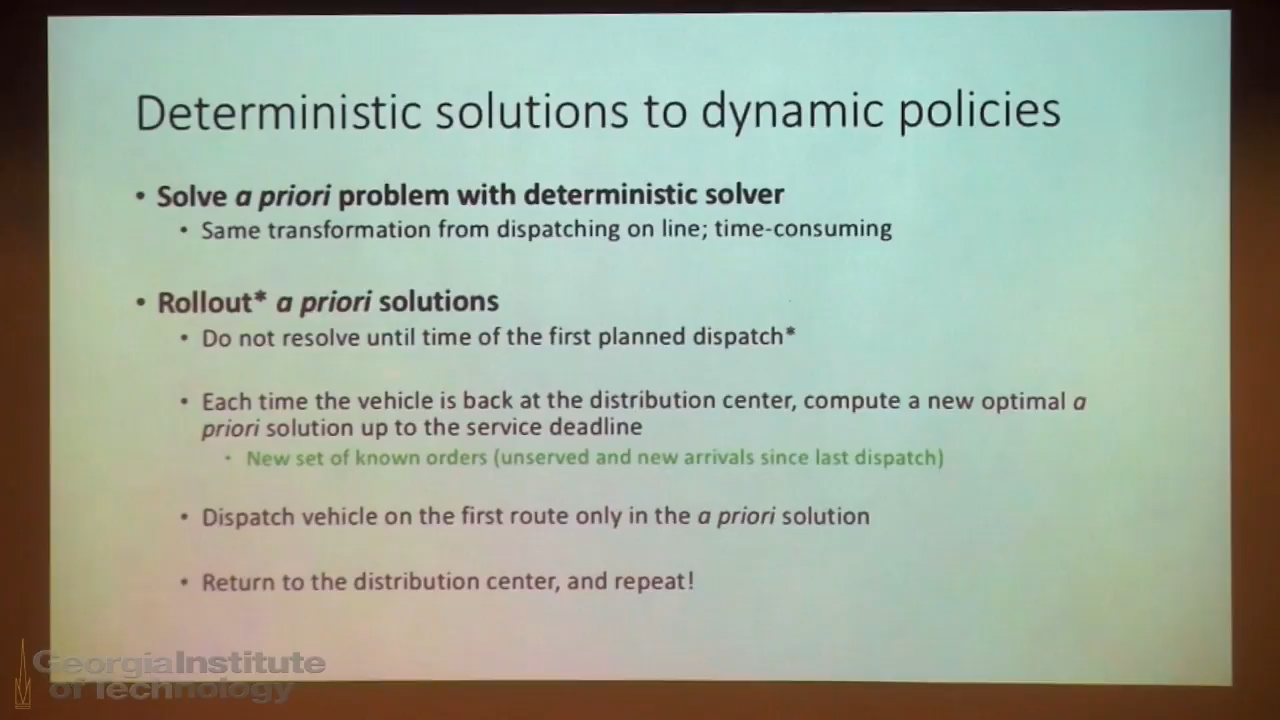 Deterministic solutions to dynamic policies
• Solve a priori problem with deterministic solver
• Same transformation from dispatching on line; time-consuming
• Rollout* a priori solutions
• Do not resolve until time of the first planned dispatch*
• Each time the vehicle is back at the distribution center, compute a new optimal a
priori solution up to the service deadline
• New set of known orders (unserved and new arrivals since last dispatch)
• Dispatch vehicle on the first route only in the a priori solution
• Return to the distribution center, and repeat!
Georgia Institute
of Technology